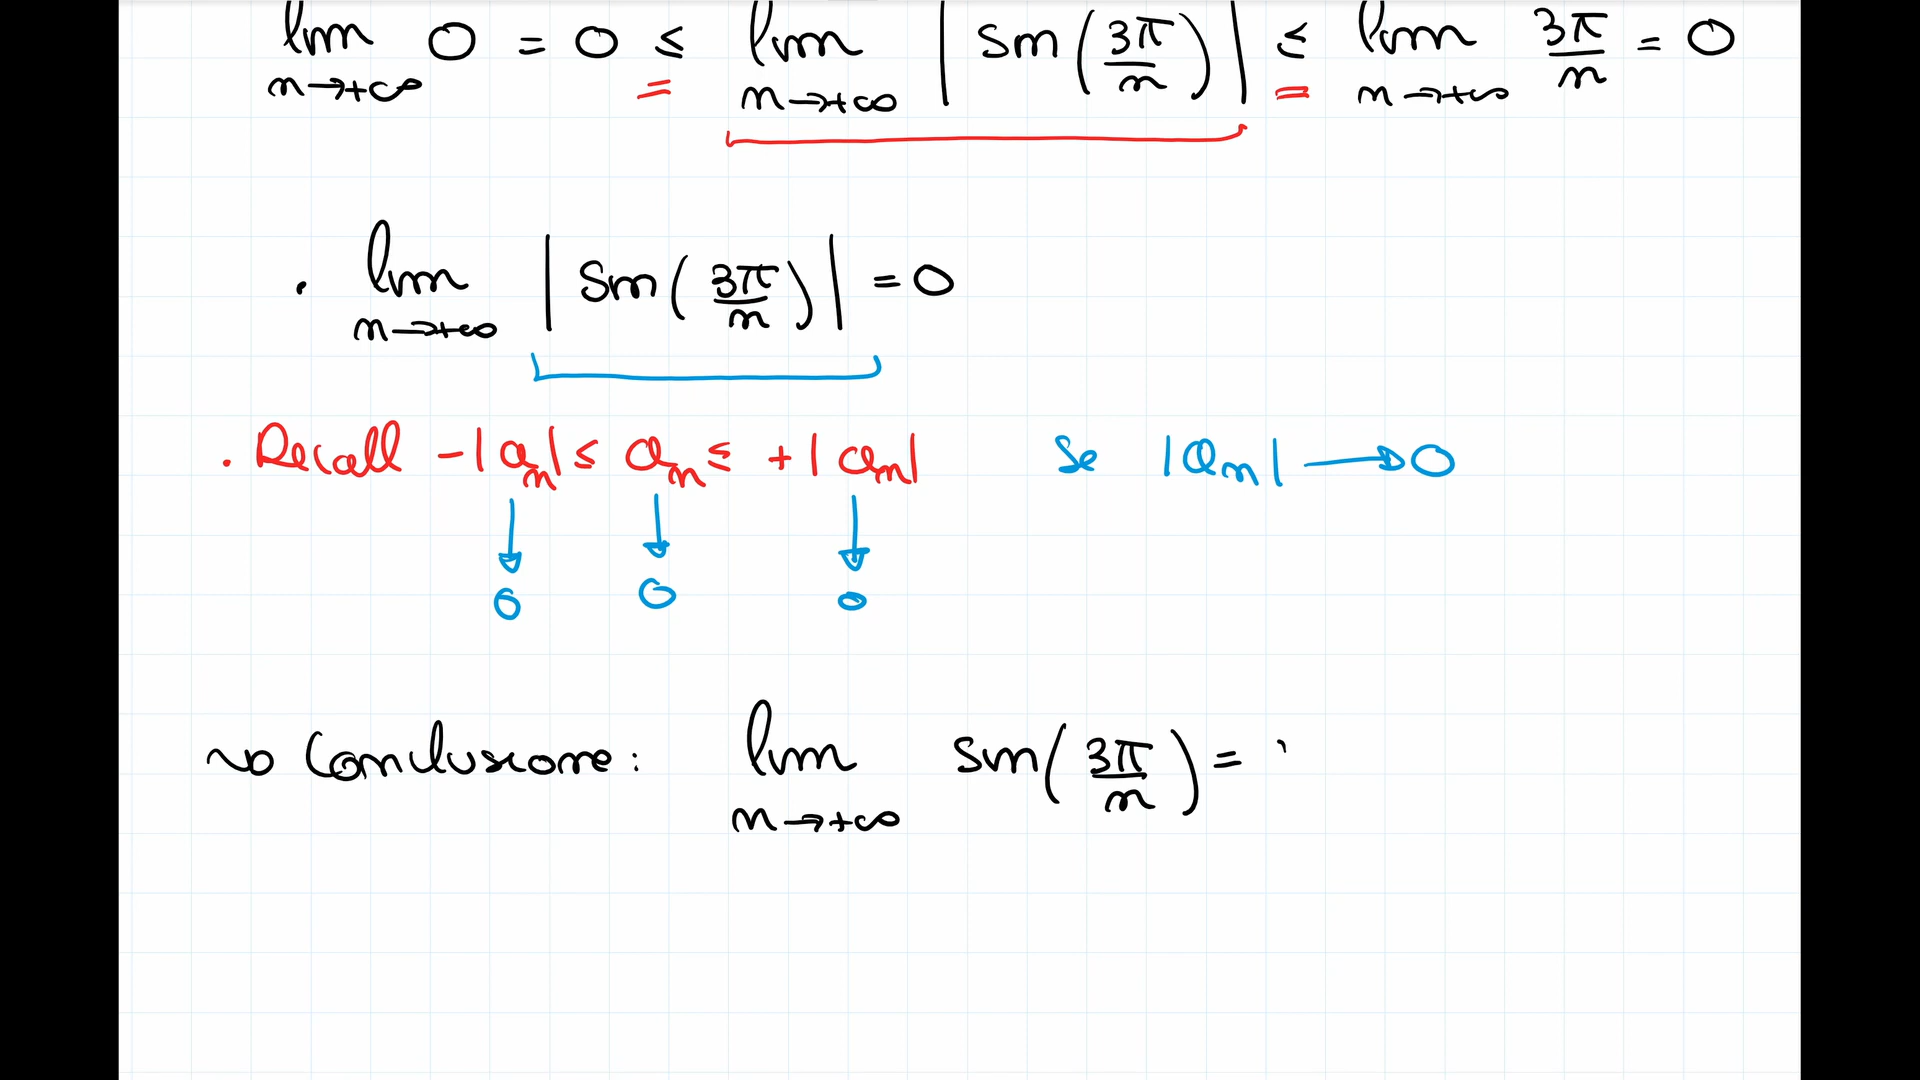 lim 0 = 0 ≤ lim | sin ( 3π/n ) | ≤ lim 3π/n = 0
n→+∞ = n→+∞ = n→+∞
. lim | sin ( 3π/n ) | = 0
n→+∞
. Recall -|an| ≤ an ≤ +|an| Se |an| → 0
0 0 0
~> Conclusione: lim sin ( 3π/n ) =
n→+∞